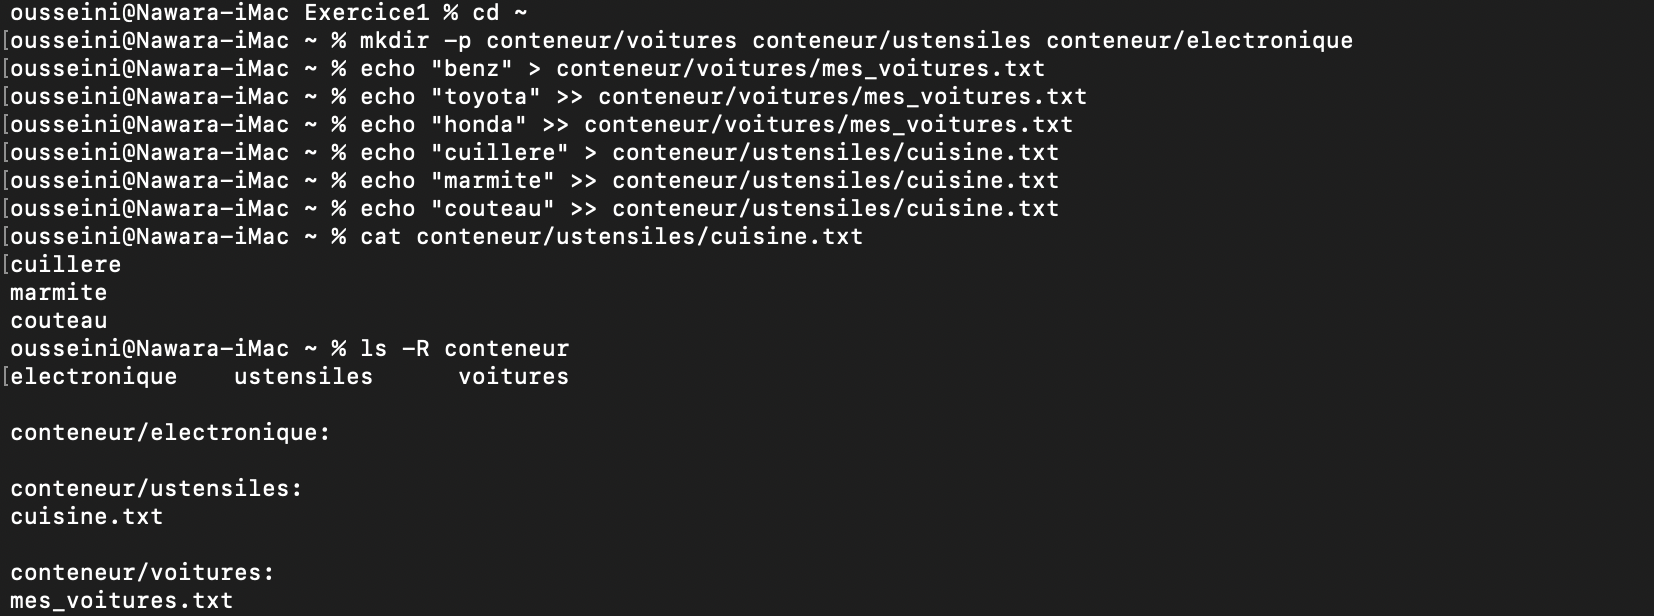 ousseini@Nawara-iMac Exercice1 % cd ~
[ousseini@Nawara-iMac ~ % mkdir -p conteneur/voitures conteneur/ustensiles conteneur/electronique
[ousseini@Nawara-iMac ~ % echo "benz" > conteneur/voitures/mes_voitures.txt
[ousseini@Nawara-iMac ~ % echo "toyota" >> conteneur/voitures/mes_voitures.txt
[ousseini@Nawara-iMac ~ % echo "honda" >> conteneur/voitures/mes_voitures.txt
[ousseini@Nawara-iMac ~ % echo "cuillere" > conteneur/ustensiles/cuisine.txt
[ousseini@Nawara-iMac ~ % echo "marmite" >> conteneur/ustensiles/cuisine.txt
[ousseini@Nawara-iMac ~ % echo "couteau" >> conteneur/ustensiles/cuisine.txt
[ousseini@Nawara-iMac ~ % cat conteneur/ustensiles/cuisine.txt
[cuillere
marmite
couteau
ousseini@Nawara-iMac ~ % ls -R conteneur
[electronique    ustensiles      voitures
conteneur/electronique:
conteneur/ustensiles:
cuisine.txt
conteneur/voitures:
mes_voitures.txt